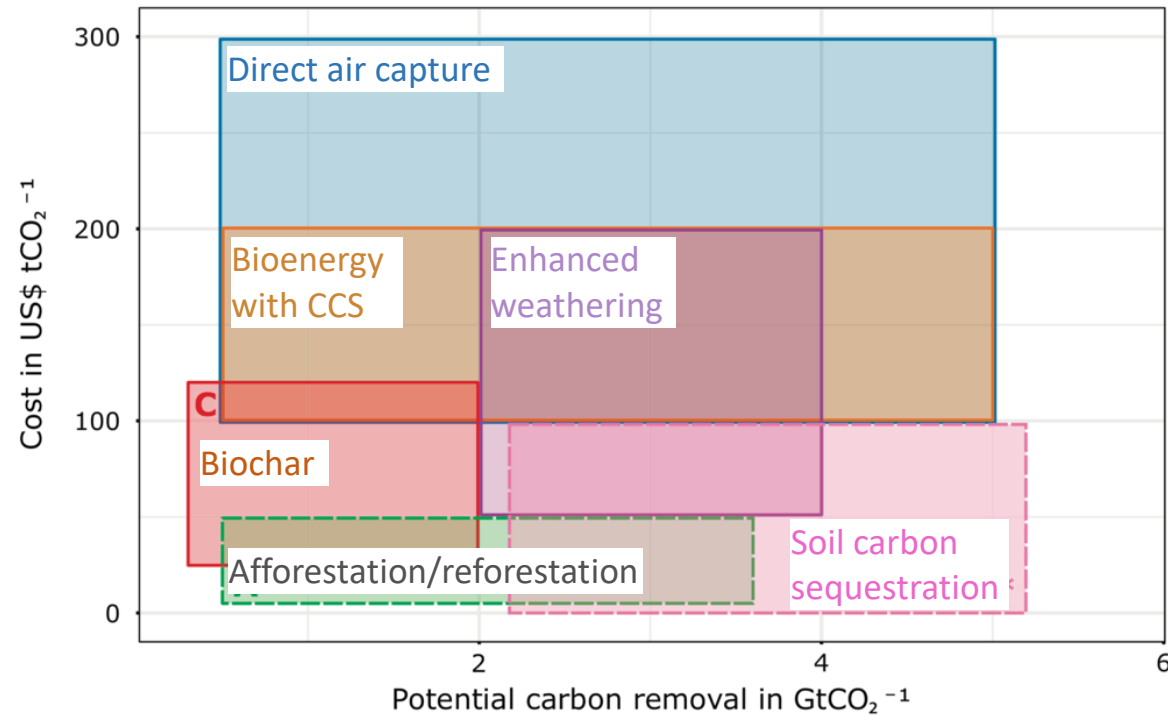 300
200
100
0
Cost in US$ tCO₂⁻¹
Direct air capture
Bioenergy
with CCS
Enhanced
weathering
C
Biochar
Afforestation/reforestation
Soil carbon
sequestration
2
4
6
Potential carbon removal in GtCO₂⁻¹